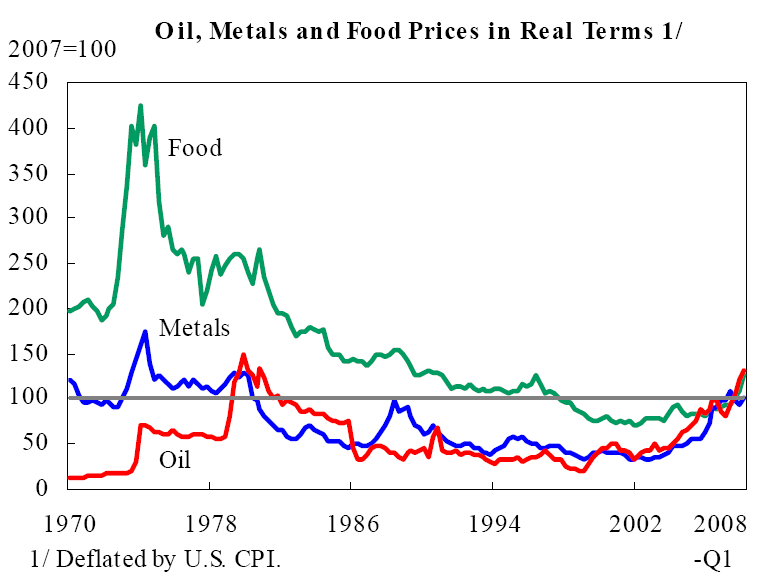 Oil, Metals and Food Prices in Real Terms 1/
2007=100
450
400
350
300
250
200
150
100
50
0
Food
Metals
Oil
1970 1978 1986 1994 2002 2008
-Q1
1/ Deflated by U.S. CPI.